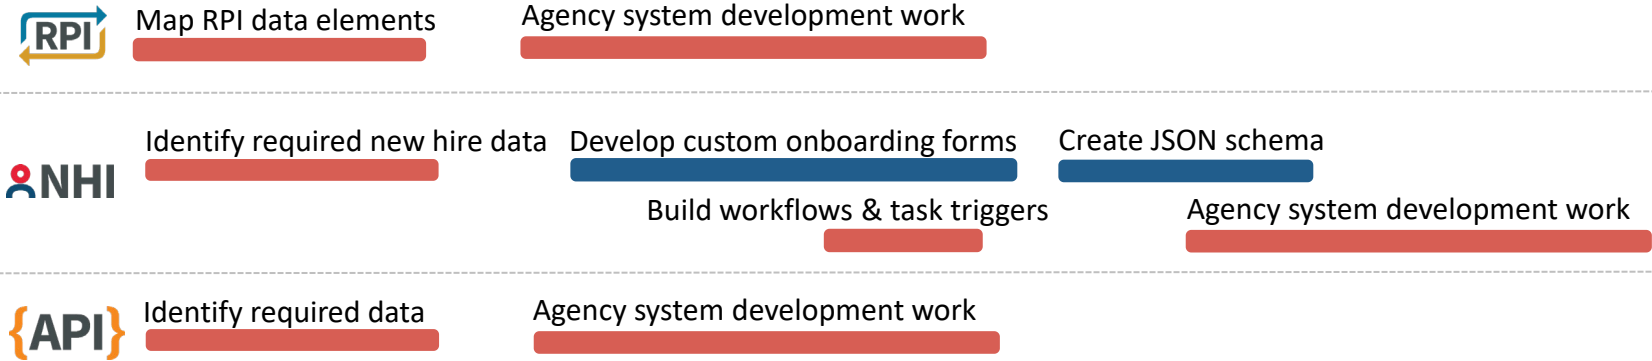 RPI
Map RPI data elements
Agency system development work
NHI
Identify required new hire data
Develop custom onboarding forms
Create JSON schema
Build workflows & task triggers
Agency system development work
{API}
Identify required data
Agency system development work